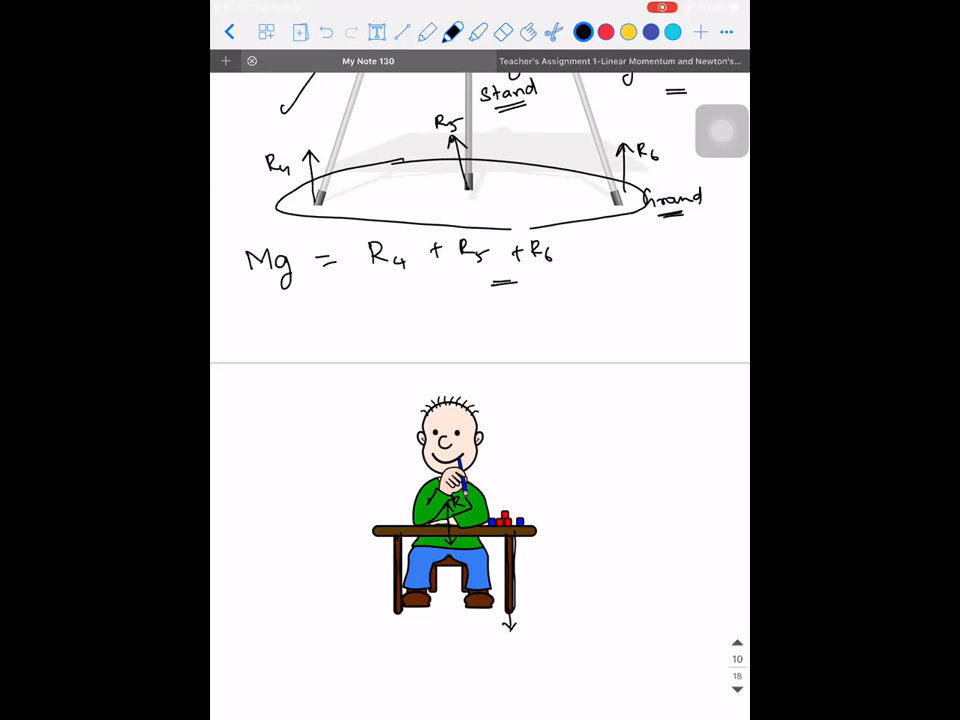 My Note 130
Teacher's Assignment 1-Linear Momentum and Newton's...
Stand
R5
R4
R6
Ground
Mg = R4 + R5 + R6
R
10
18